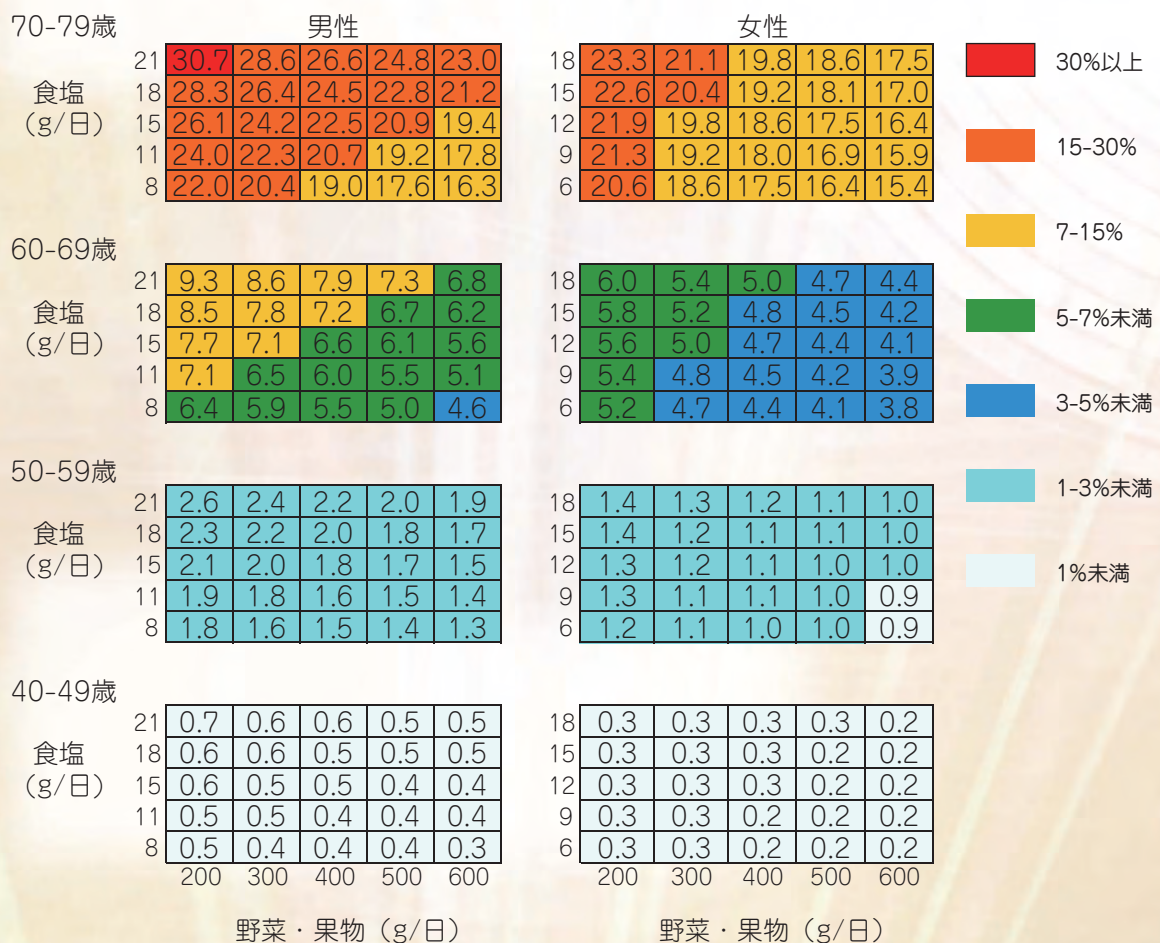 70-79歳 男性 女性
21 30.7 28.6 26.6 24.8 23.0 18 23.3 21.1 19.8 18.6 17.5 30%以上
食塩 18 28.3 26.4 24.5 22.8 21.2 15 22.6 20.4 19.2 18.1 17.0
(g/日) 15 26.1 24.2 22.5 20.9 19.4 12 21.9 19.8 18.6 17.5 16.4 15-30%
11 24.0 22.3 20.7 19.2 17.8 9 21.3 19.2 18.0 16.9 15.9
8 22.0 20.4 19.0 17.6 16.3 6 20.6 18.6 17.5 16.4 15.4
7-15%
60-69歳
21 9.3 8.6 7.9 7.3 6.8 18 6.0 5.4 5.0 4.7 4.4
食塩 18 8.5 7.8 7.2 6.7 6.2 15 5.8 5.2 4.8 4.5 4.2 5-7%未満
(g/日) 15 7.7 7.1 6.6 6.1 5.6 12 5.6 5.0 4.7 4.4 4.1
11 7.1 6.5 6.0 5.5 5.1 9 5.4 4.8 4.5 4.2 3.9
8 6.4 5.9 5.5 5.0 4.6 6 5.2 4.7 4.4 4.1 3.8 3-5%未満
50-59歳
21 2.6 2.4 2.2 2.0 1.9 18 1.4 1.3 1.2 1.1 1.0 1-3%未満
食塩 18 2.3 2.2 2.0 1.8 1.7 15 1.4 1.2 1.1 1.1 1.0
(g/日) 15 2.1 2.0 1.8 1.7 1.5 12 1.3 1.2 1.1 1.0 1.0 1%未満
11 1.9 1.8 1.6 1.5 1.4 9 1.3 1.1 1.1 1.0 0.9
8 1.8 1.6 1.5 1.4 1.3 6 1.2 1.1 1.0 1.0 0.9
40-49歳
21 0.7 0.6 0.6 0.5 0.5 18 0.3 0.3 0.3 0.3 0.2
食塩 18 0.6 0.6 0.5 0.5 0.5 15 0.3 0.3 0.3 0.2 0.2
(g/日) 15 0.6 0.5 0.5 0.4 0.4 12 0.3 0.3 0.3 0.2 0.2
11 0.5 0.5 0.4 0.4 0.4 9 0.3 0.3 0.2 0.2 0.2
8 0.5 0.4 0.4 0.4 0.3 6 0.3 0.3 0.2 0.2 0.2
200 300 400 500 600 200 300 400 500 600
野菜・果物 (g/日) 野菜・果物 (g/日)